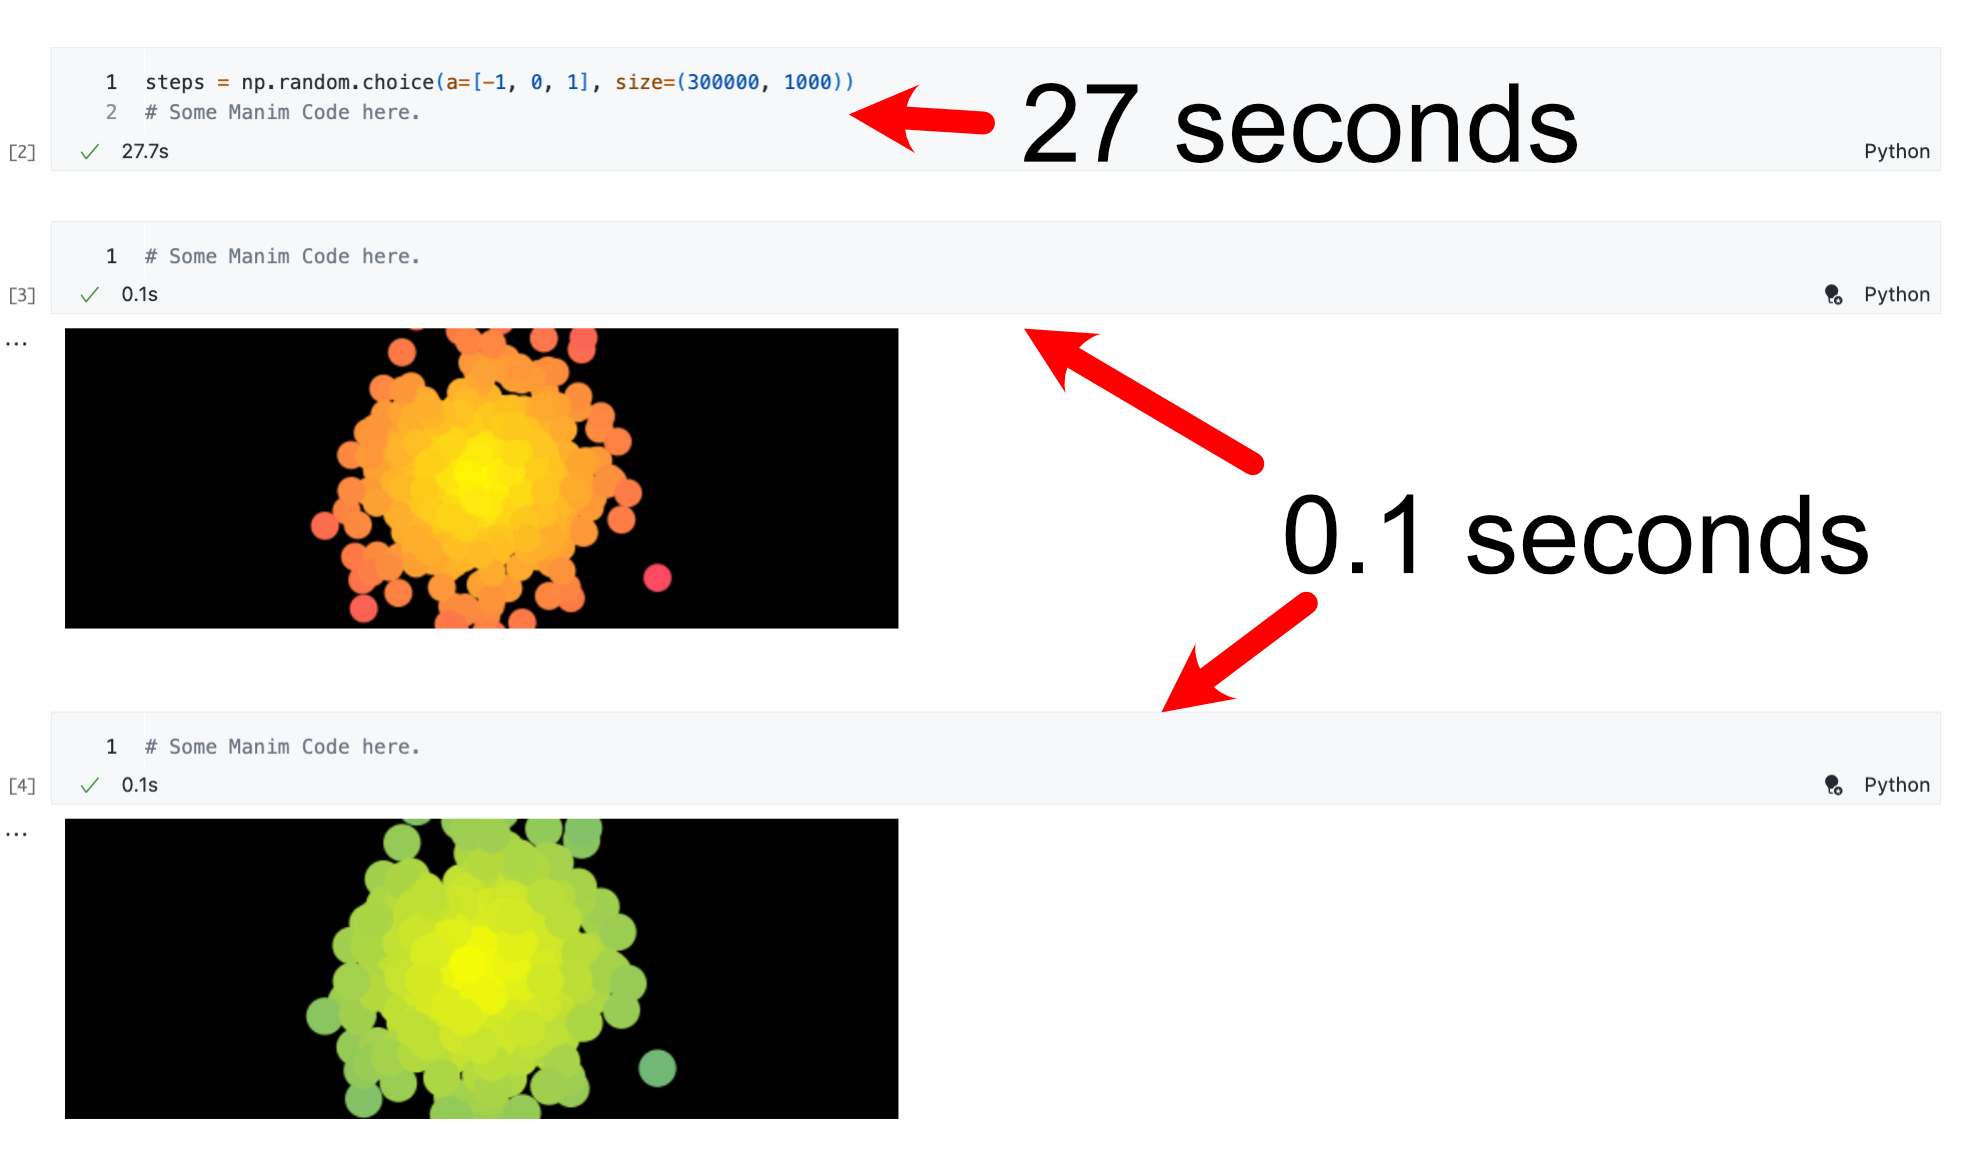 1 steps = np.random.choice(a=[-1, 0, 1], size=(300000, 1000))
2 # Some Manim Code here.
27 seconds
[2] 27.7s Python
1 # Some Manim Code here.
[3] 0.1s Python
...
0.1 seconds
1 # Some Manim Code here.
[4] 0.1s Python
...